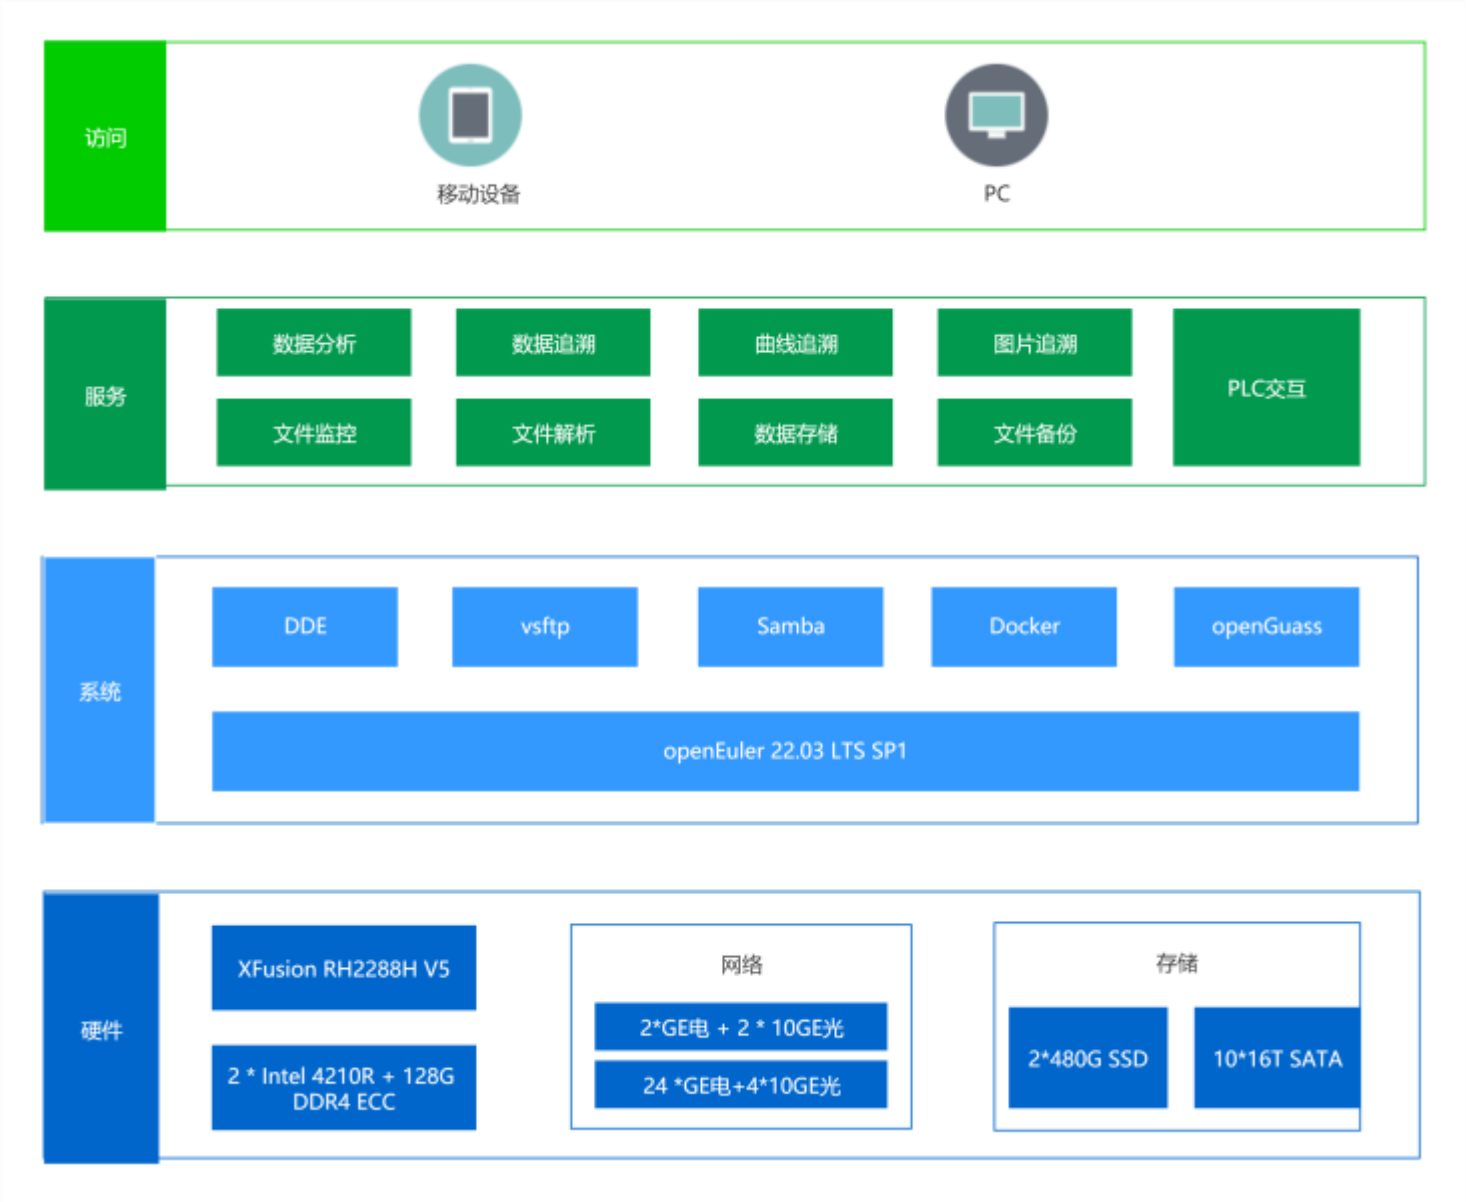 访问
移动设备
PC
服务
数据分析
数据追溯
曲线追溯
图片追溯
PLC交互
文件监控
文件解析
数据存储
文件备份
系统
DDE
vsftp
Samba
Docker
openGuass
openEuler 22.03 LTS SP1
硬件
XFusion RH2288H V5
2 * Intel 4210R + 128G
DDR4 ECC
网络
2*GE电 + 2 * 10GE光
24 *GE电+4*10GE光
存储
2*480G SSD
10*16T SATA